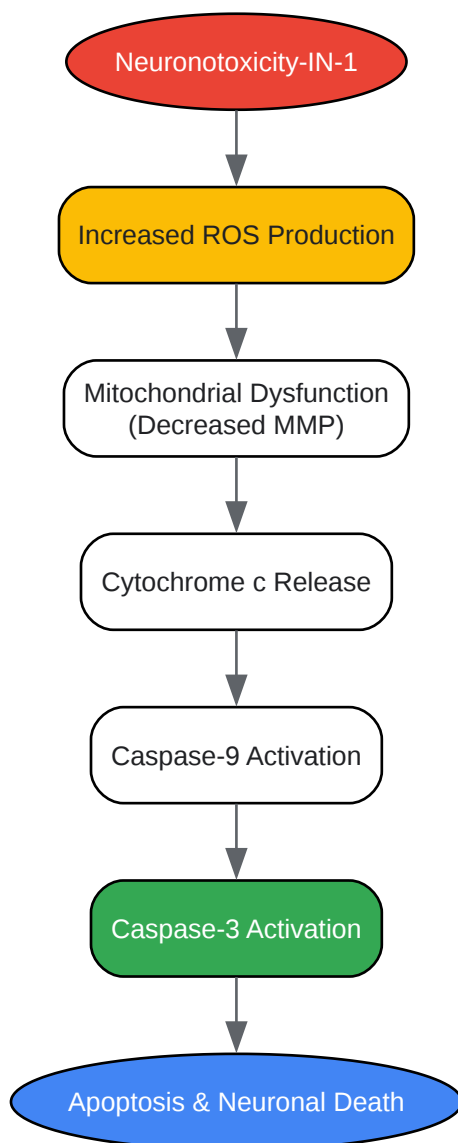 Neuronotoxicity-IN-1
Increased ROS Production
Mitochondrial Dysfunction
(Decreased MMP)
Cytochrome c Release
Caspase-9 Activation
Caspase-3 Activation
Apoptosis & Neuronal Death